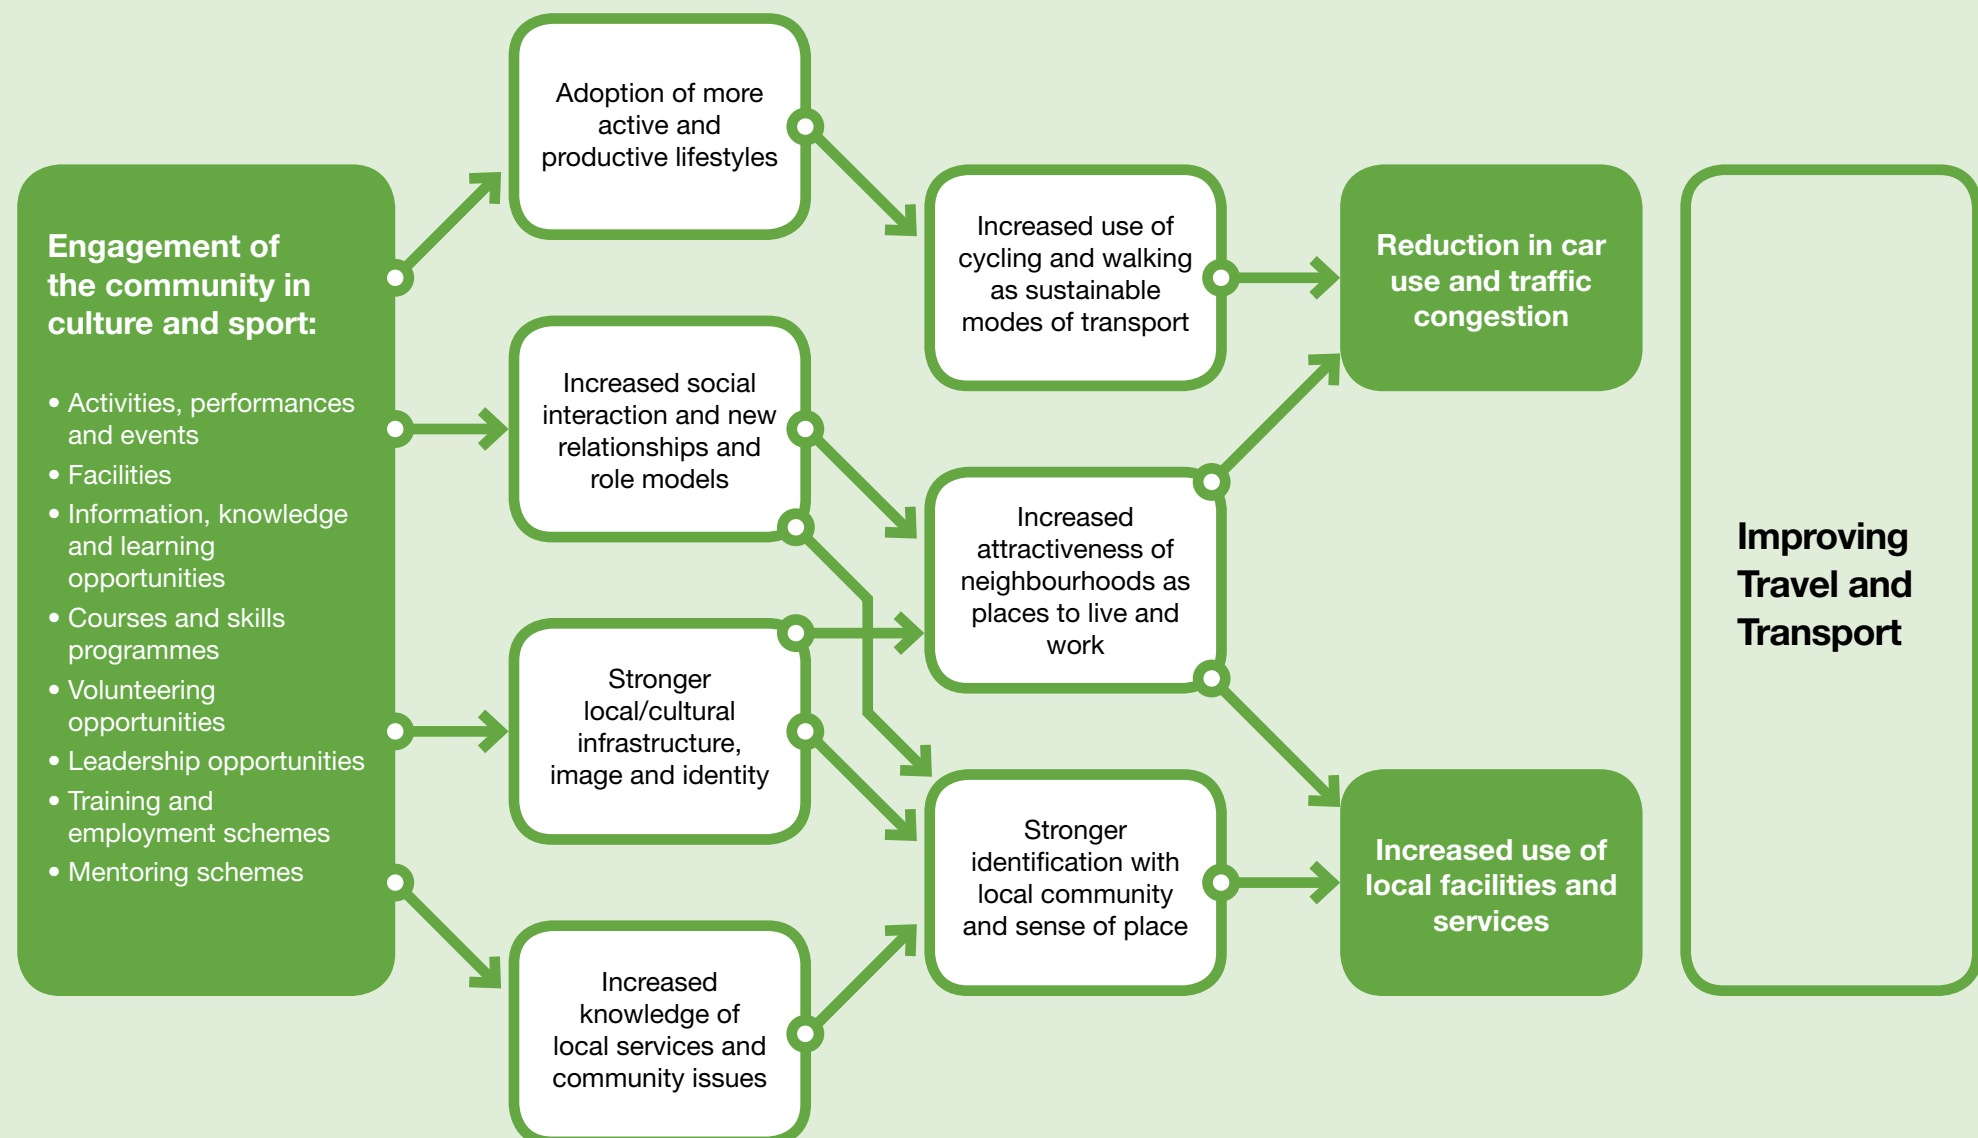 Engagement of
the community in
culture and sport:
• Activities, performances
and events
• Facilities
• Information, knowledge
and learning
opportunities
• Courses and skills
programmes
• Volunteering
opportunities
• Leadership opportunities
• Training and
employment schemes
• Mentoring schemes
Adoption of more
active and
productive lifestyles
Increased social
interaction and new
relationships and
role models
Stronger
local/cultural
infrastructure,
image and identity
Increased
knowledge of
local services and
community issues
Increased use of
cycling and walking
as sustainable
modes of transport
Increased
attractiveness of
neighbourhoods as
places to live and
work
Stronger
identification with
local community
and sense of place
Reduction in car
use and traffic
congestion
Increased use of
local facilities and
services
Improving
Travel and
Transport